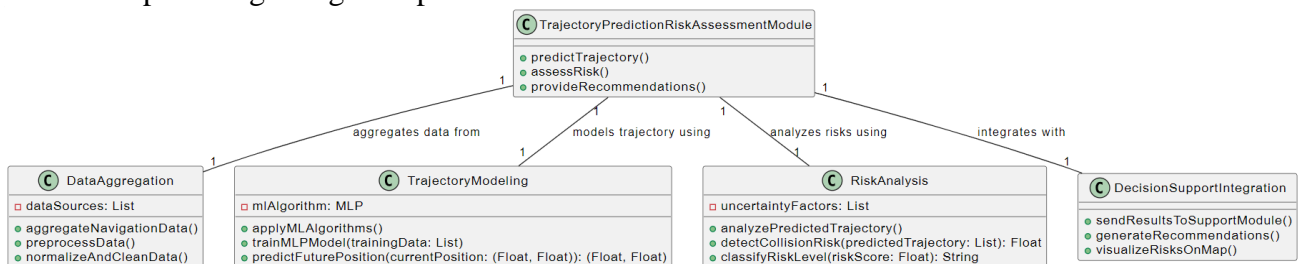 C TrajectoryPredictionRiskAssessmentModule
predictTrajectory()
assessRisk()
provideRecommendations()
1
1
1
1
aggregates data from
models trajectory using
analyzes risks using
integrates with
1
1
1
1
C DataAggregation
dataSources: List
aggregateNavigationData()
preprocessData()
normalizeAndCleanData()
C TrajectoryModeling
mlAlgorithm: MLP
applyMLAlgorithms()
trainMLPModel(trainingData: List)
predictFuturePosition(currentPosition: (Float, Float)): (Float, Float)
C RiskAnalysis
uncertaintyFactors: List
analyzePredictedTrajectory()
detectCollisionRisk(predictedTrajectory: List): Float
classifyRiskLevel(riskScore: Float): String
C DecisionSupportIntegration
sendResultsToSupportModule()
generateRecommendations()
visualizeRisksOnMap()